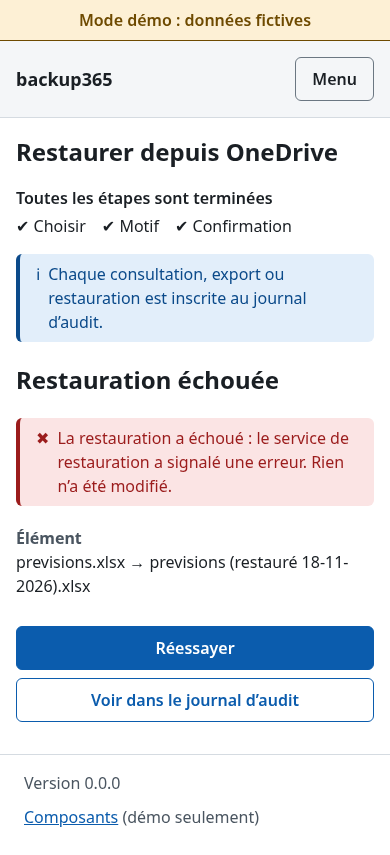 Mode démo : données fictives
backup365
Menu
Restaurer depuis OneDrive
Toutes les étapes sont terminées
✔ Choisir ✔ Motif ✔ Confirmation
i Chaque consultation, export ou
restauration est inscrite au journal
d’audit.
Restauration échouée
✖ La restauration a échoué : le service de
restauration a signalé une erreur. Rien
n’a été modifié.
Élément
previsions.xlsx → previsions (restauré 18-11-
2026).xlsx
Réessayer
Voir dans le journal d’audit
Version 0.0.0
Composants (démo seulement)